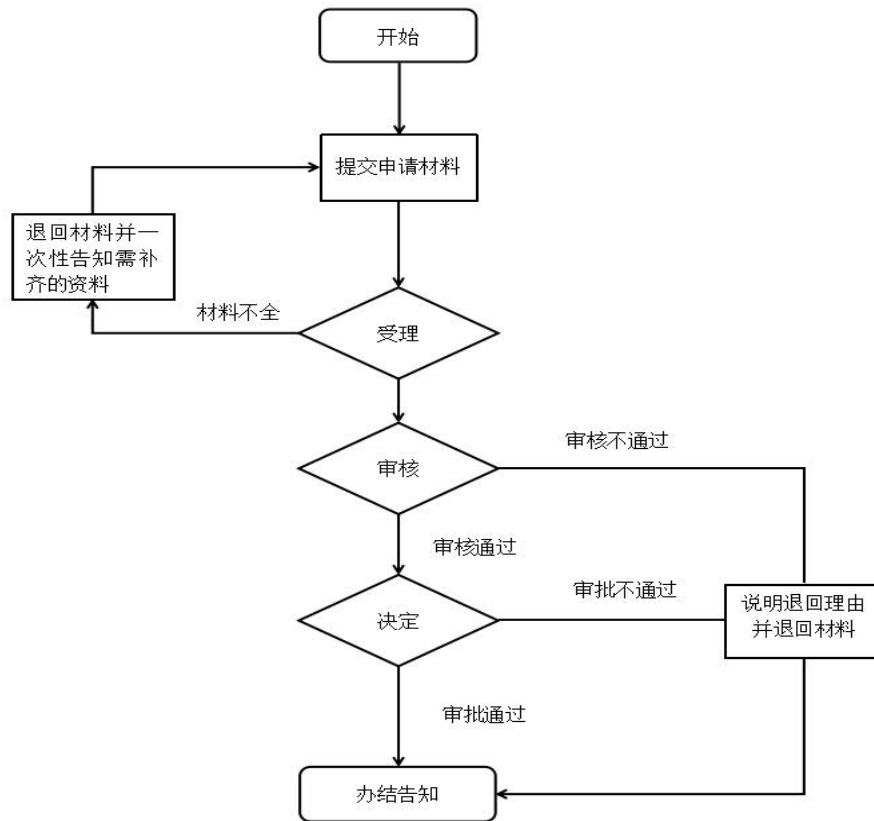 开始
提交申请材料
退回材料并一
次性告知需补
齐的资料
材料不全
受理
审核不通过
审核
审核通过
审批不通过
说明退回理由
并退回材料
决定
审批通过
办结告知